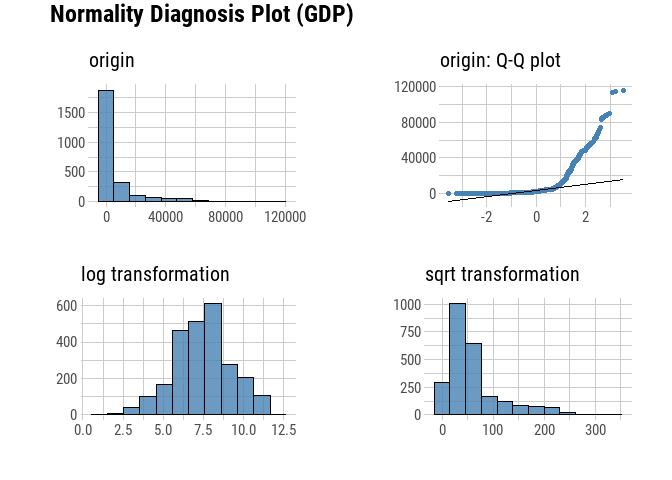 Normality Diagnosis Plot (GDP)
origin
1500
1000
500
0
0 40000 80000 120000
origin: Q-Q plot
120000
80000
40000
0
-2 0 2
log transformation
600
400
200
0
0.0 2.5 5.0 7.5 10.0 12.5
sqrt transformation
1000
750
500
250
0
0 100 200 300